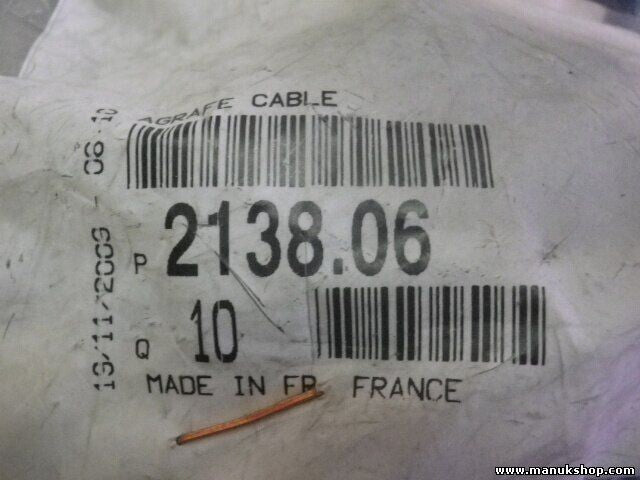 AGRAFE CABLE
P 2138.06
Q 10
MADE IN FR FRANCE
www.manukshop.com